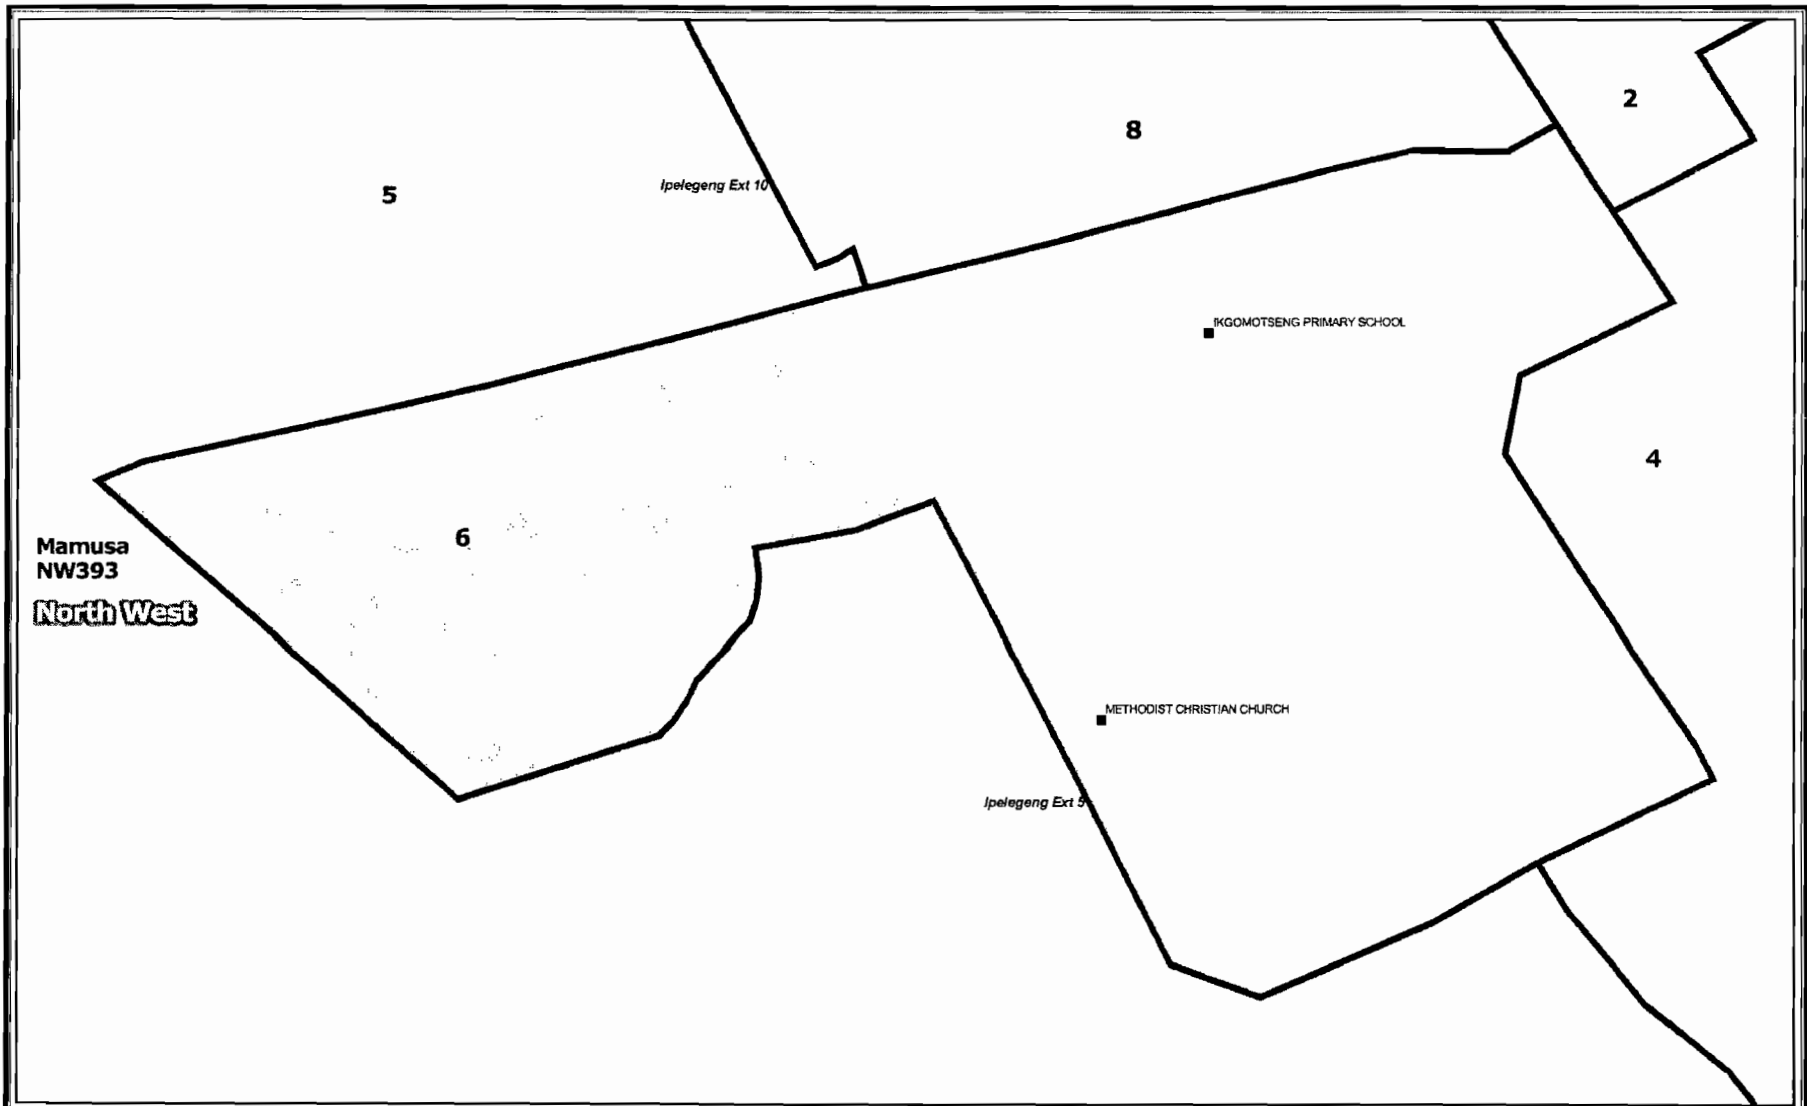 2
8
5
Ipelegeng Ext 10
IKGOMOTSENG PRIMARY SCHOOL
4
6
Mamusa
NW393
North West
METHODIST CHRISTIAN CHURCH
Ipelegeng Ext 5